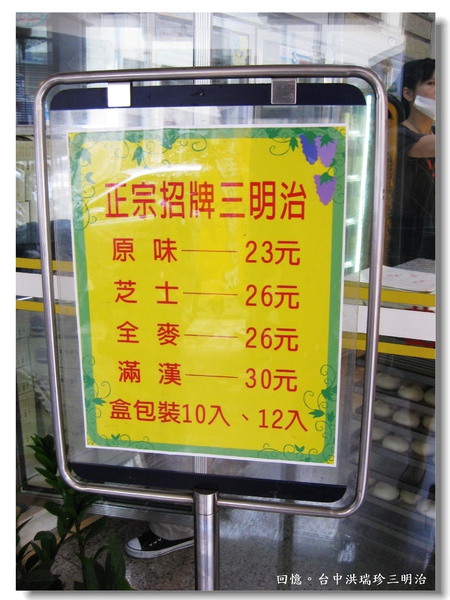 正宗招牌三明治
原味——23元
芝士——26元
全麥——26元
滿漢——30元
盒包裝10入、12入
回憶。台中洪瑞珍三明治